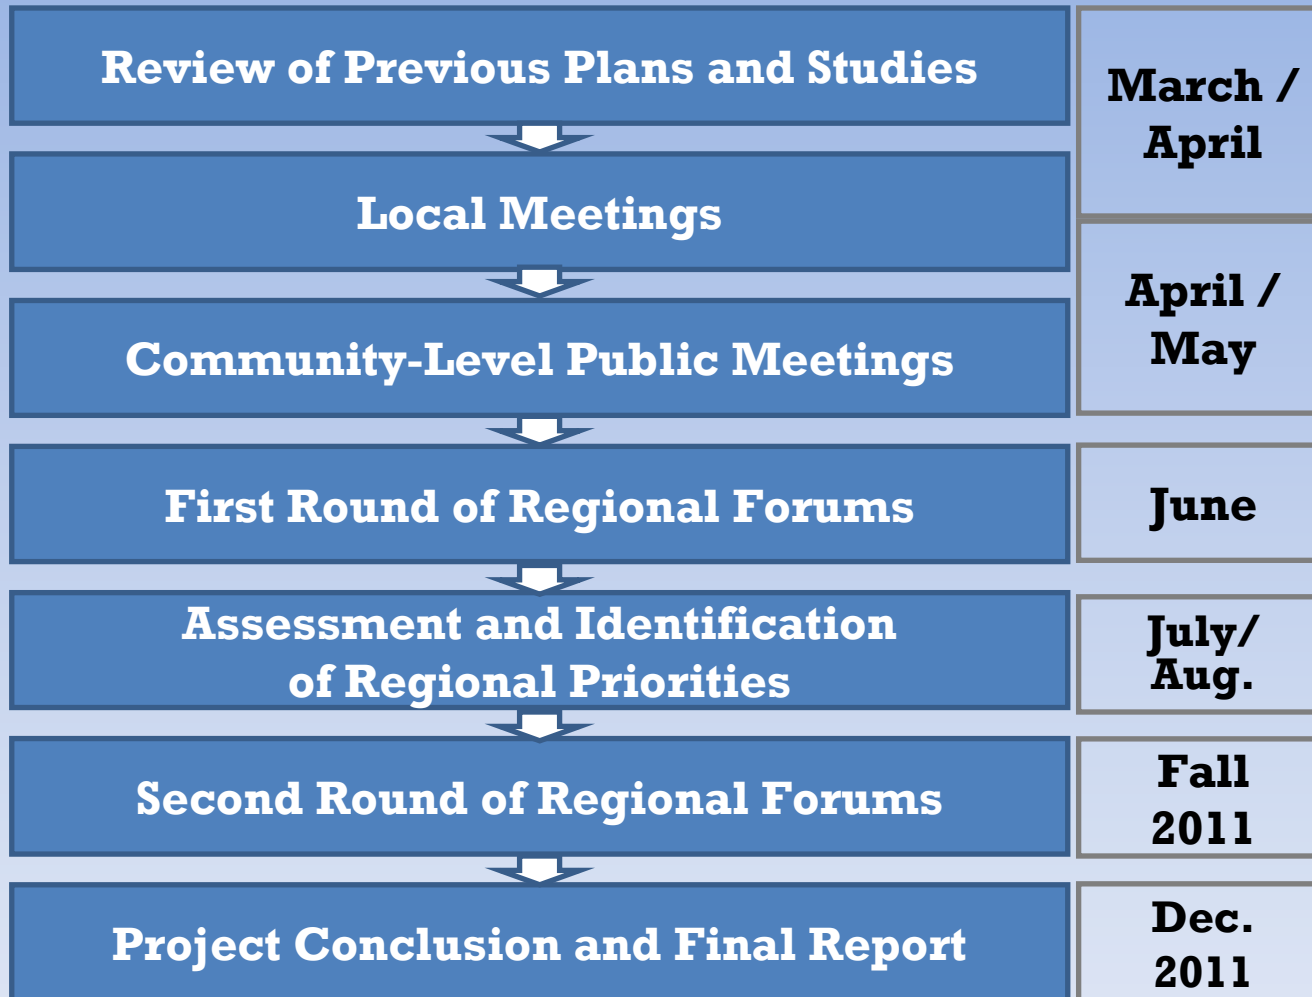 Review of Previous Plans and Studies
March /
April
Local Meetings
April /
May
Community-Level Public Meetings
First Round of Regional Forums
June
Assessment and Identification
of Regional Priorities
July/
Aug.
Second Round of Regional Forums
Fall
2011
Project Conclusion and Final Report
Dec.
2011